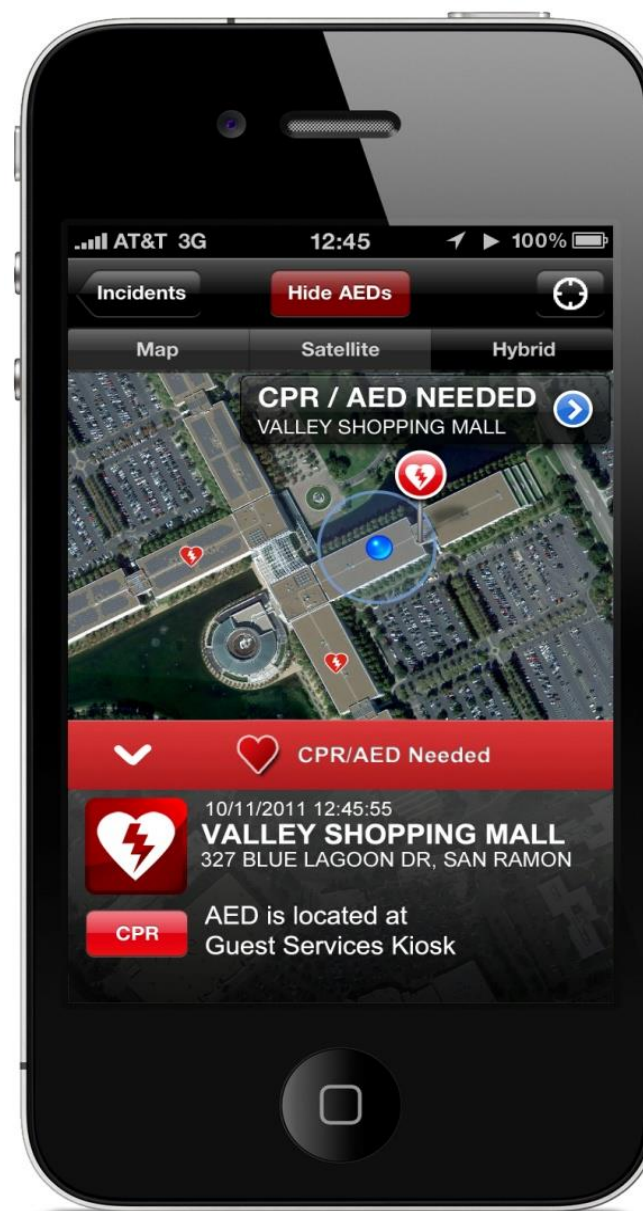 AT&T 3G 12:45 100%
Incidents Hide AEDs
Map Satellite Hybrid
CPR / AED NEEDED
VALLEY SHOPPING MALL
CPR/AED Needed
10/11/2011 12:45:55
VALLEY SHOPPING MALL
327 BLUE LAGOON DR, SAN RAMON
CPR
AED is located at
Guest Services Kiosk